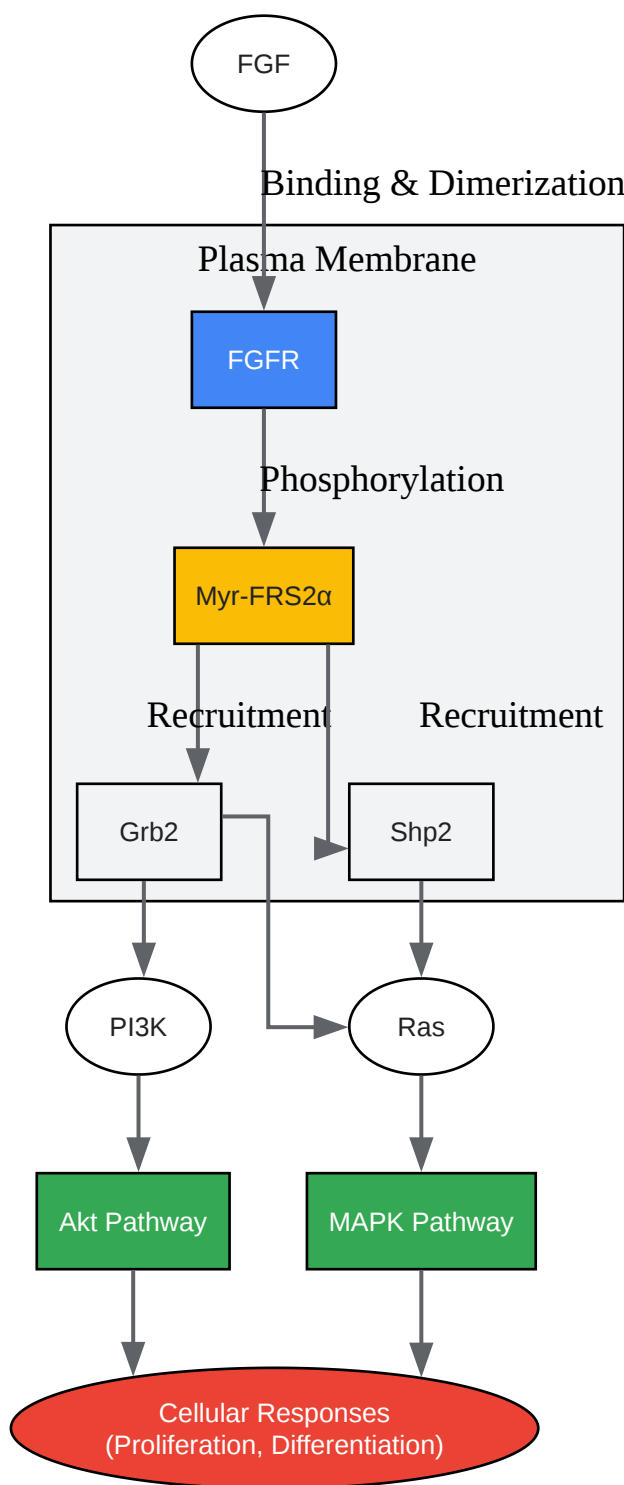 FGF
Binding & Dimerization
Plasma Membrane
FGFR
Phosphorylation
Myr-FRS2α
Recruitment
Recruitment
Grb2
Shp2
PI3K
Ras
Akt Pathway
MAPK Pathway
Cellular Responses
(Proliferation, Differentiation)